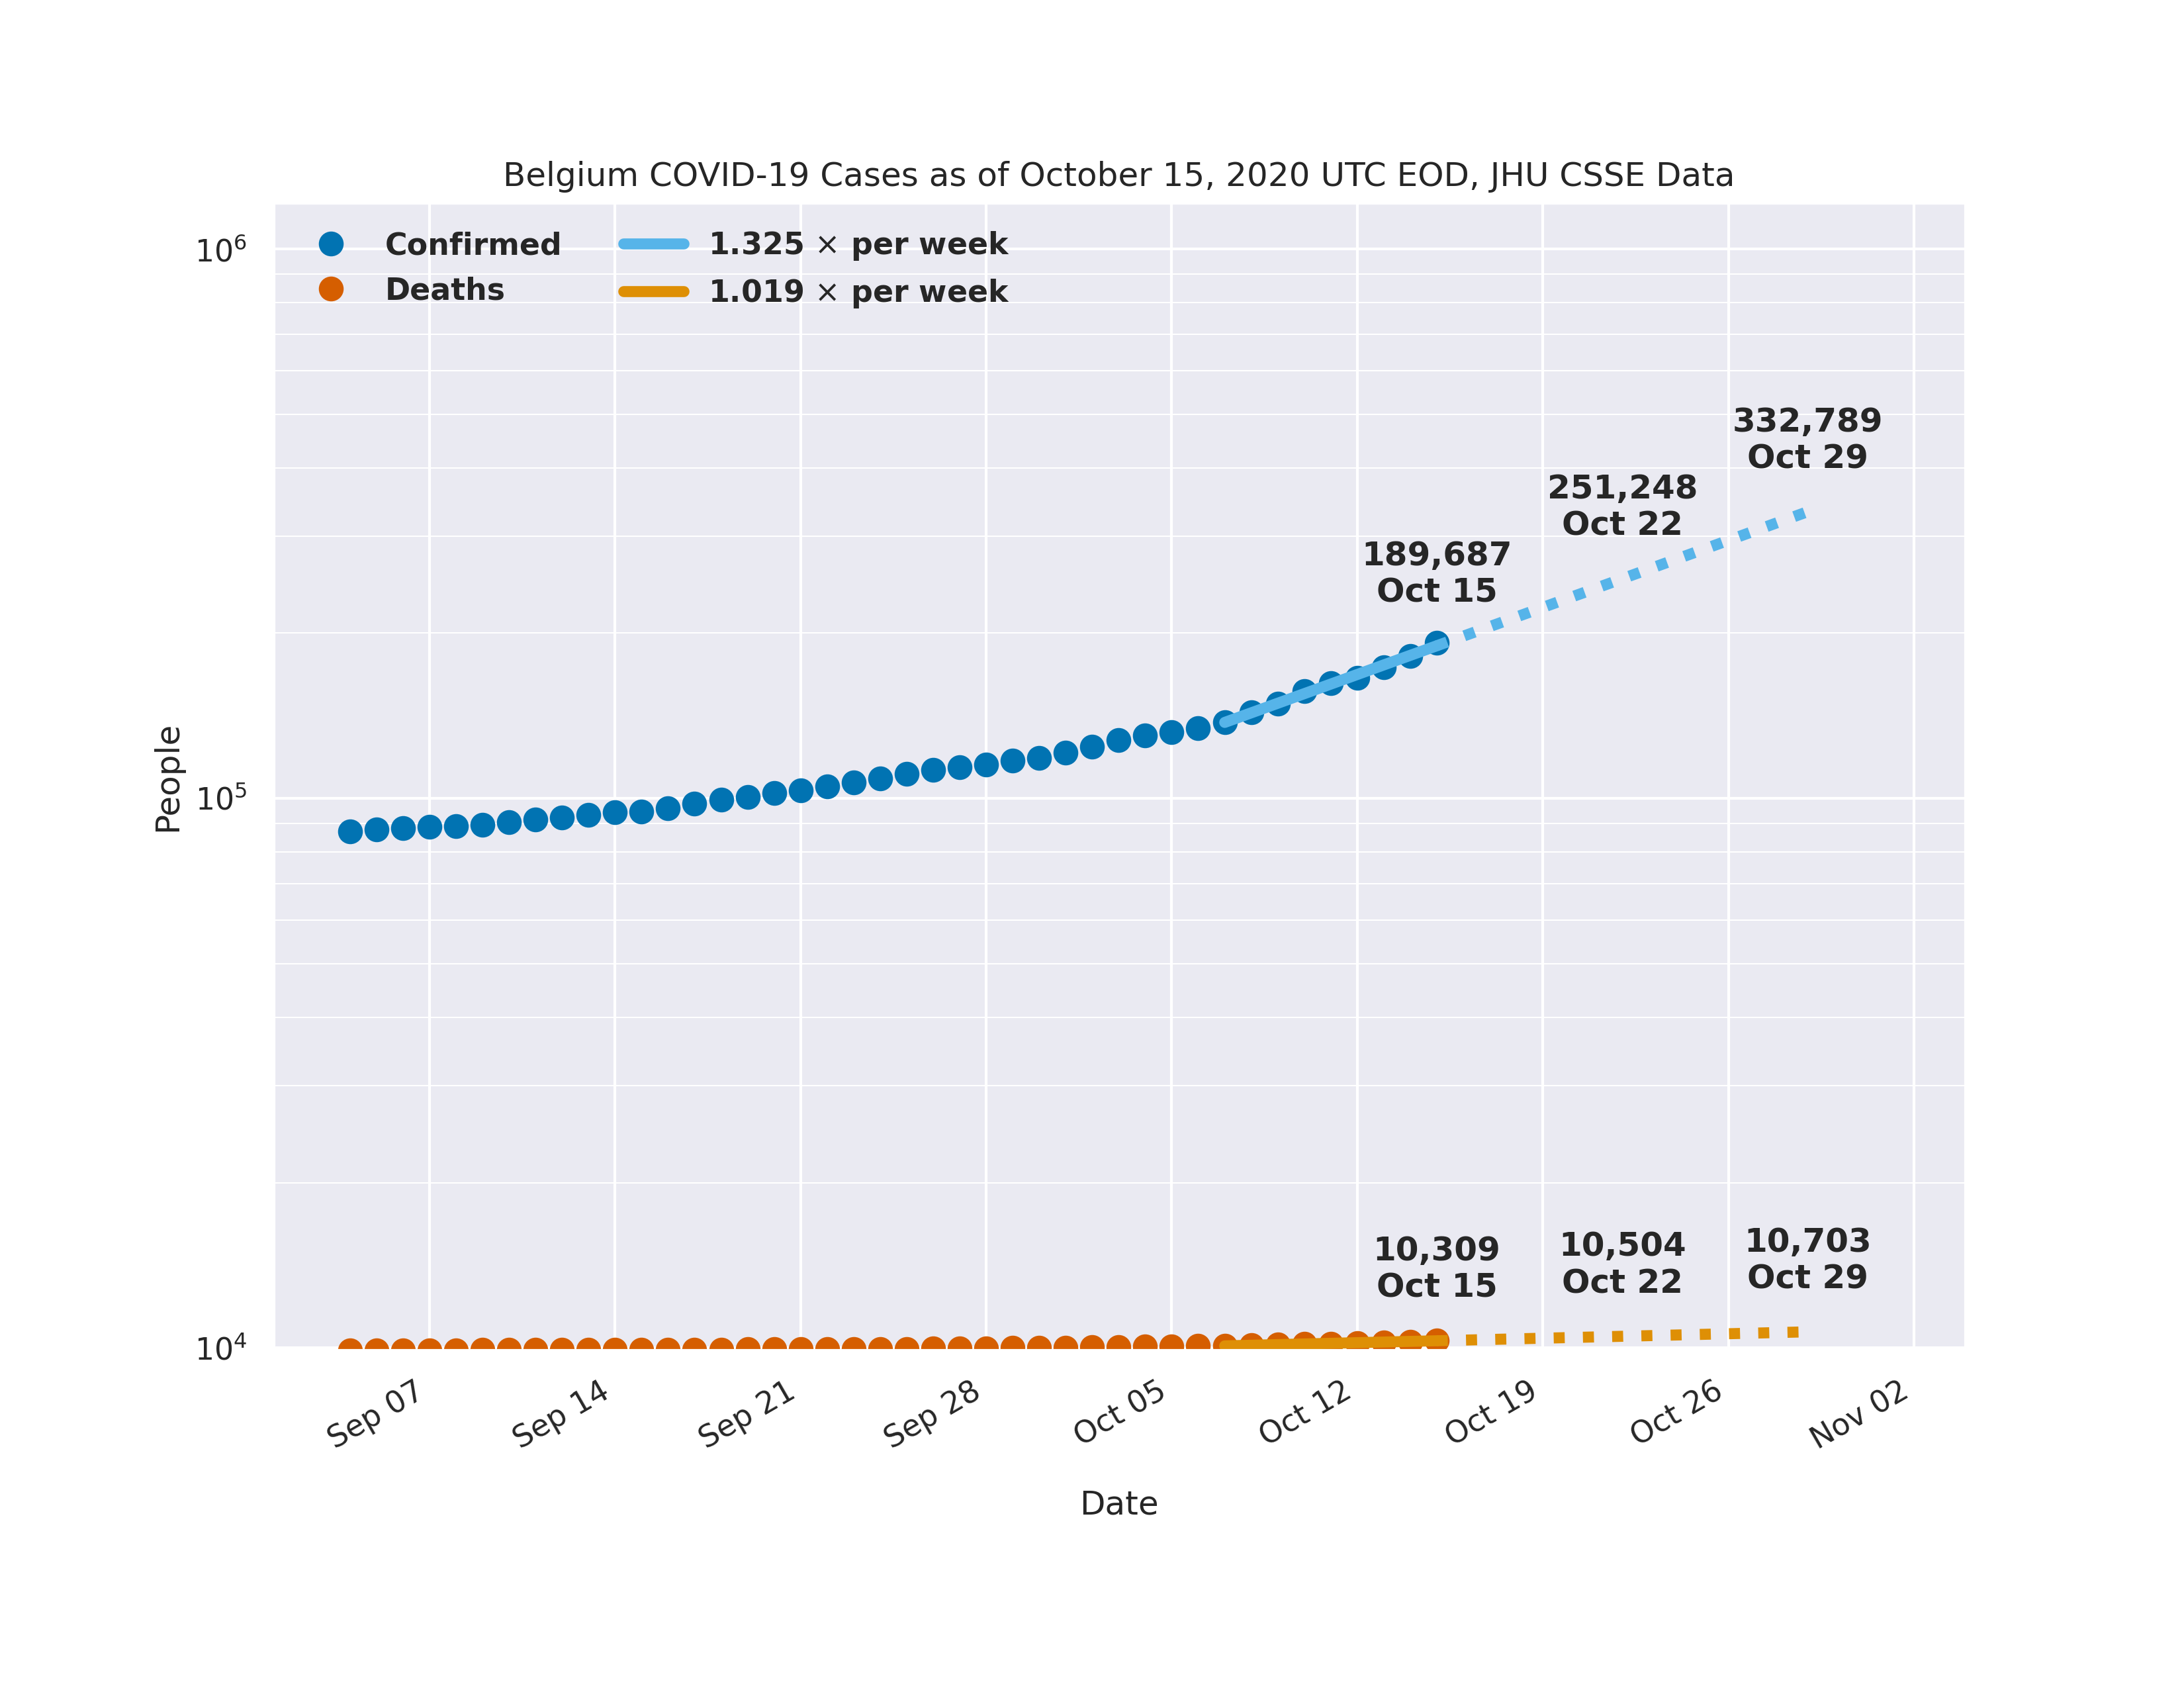 Belgium COVID-19 Cases as of October 15, 2020 UTC EOD, JHU CSSE Data
Confirmed
Deaths
1.325 × per week
1.019 × per week
10⁶
10⁵
10⁴
People
332,789
Oct 29
251,248
Oct 22
189,687
Oct 15
10,309
Oct 15
10,504
Oct 22
10,703
Oct 29
Sep 07
Sep 14
Sep 21
Sep 28
Oct 05
Oct 12
Oct 19
Oct 26
Nov 02
Date